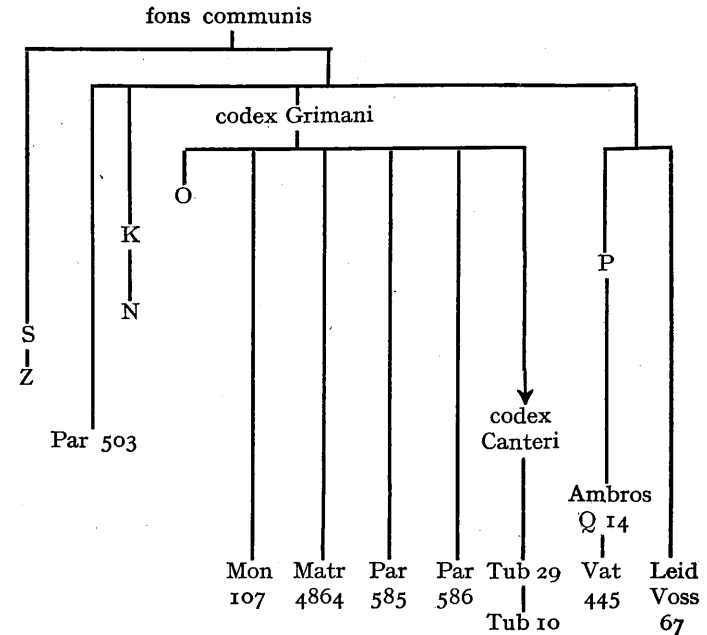 fons communis
codex Grimani
O
K
P
N
S
Z
codex
Canteri
Par 503
Ambros
Q 14
Mon Matr Par Par Tub 29 Vat Leid
107 4864 585 586 445 Voss
Tub 10 67